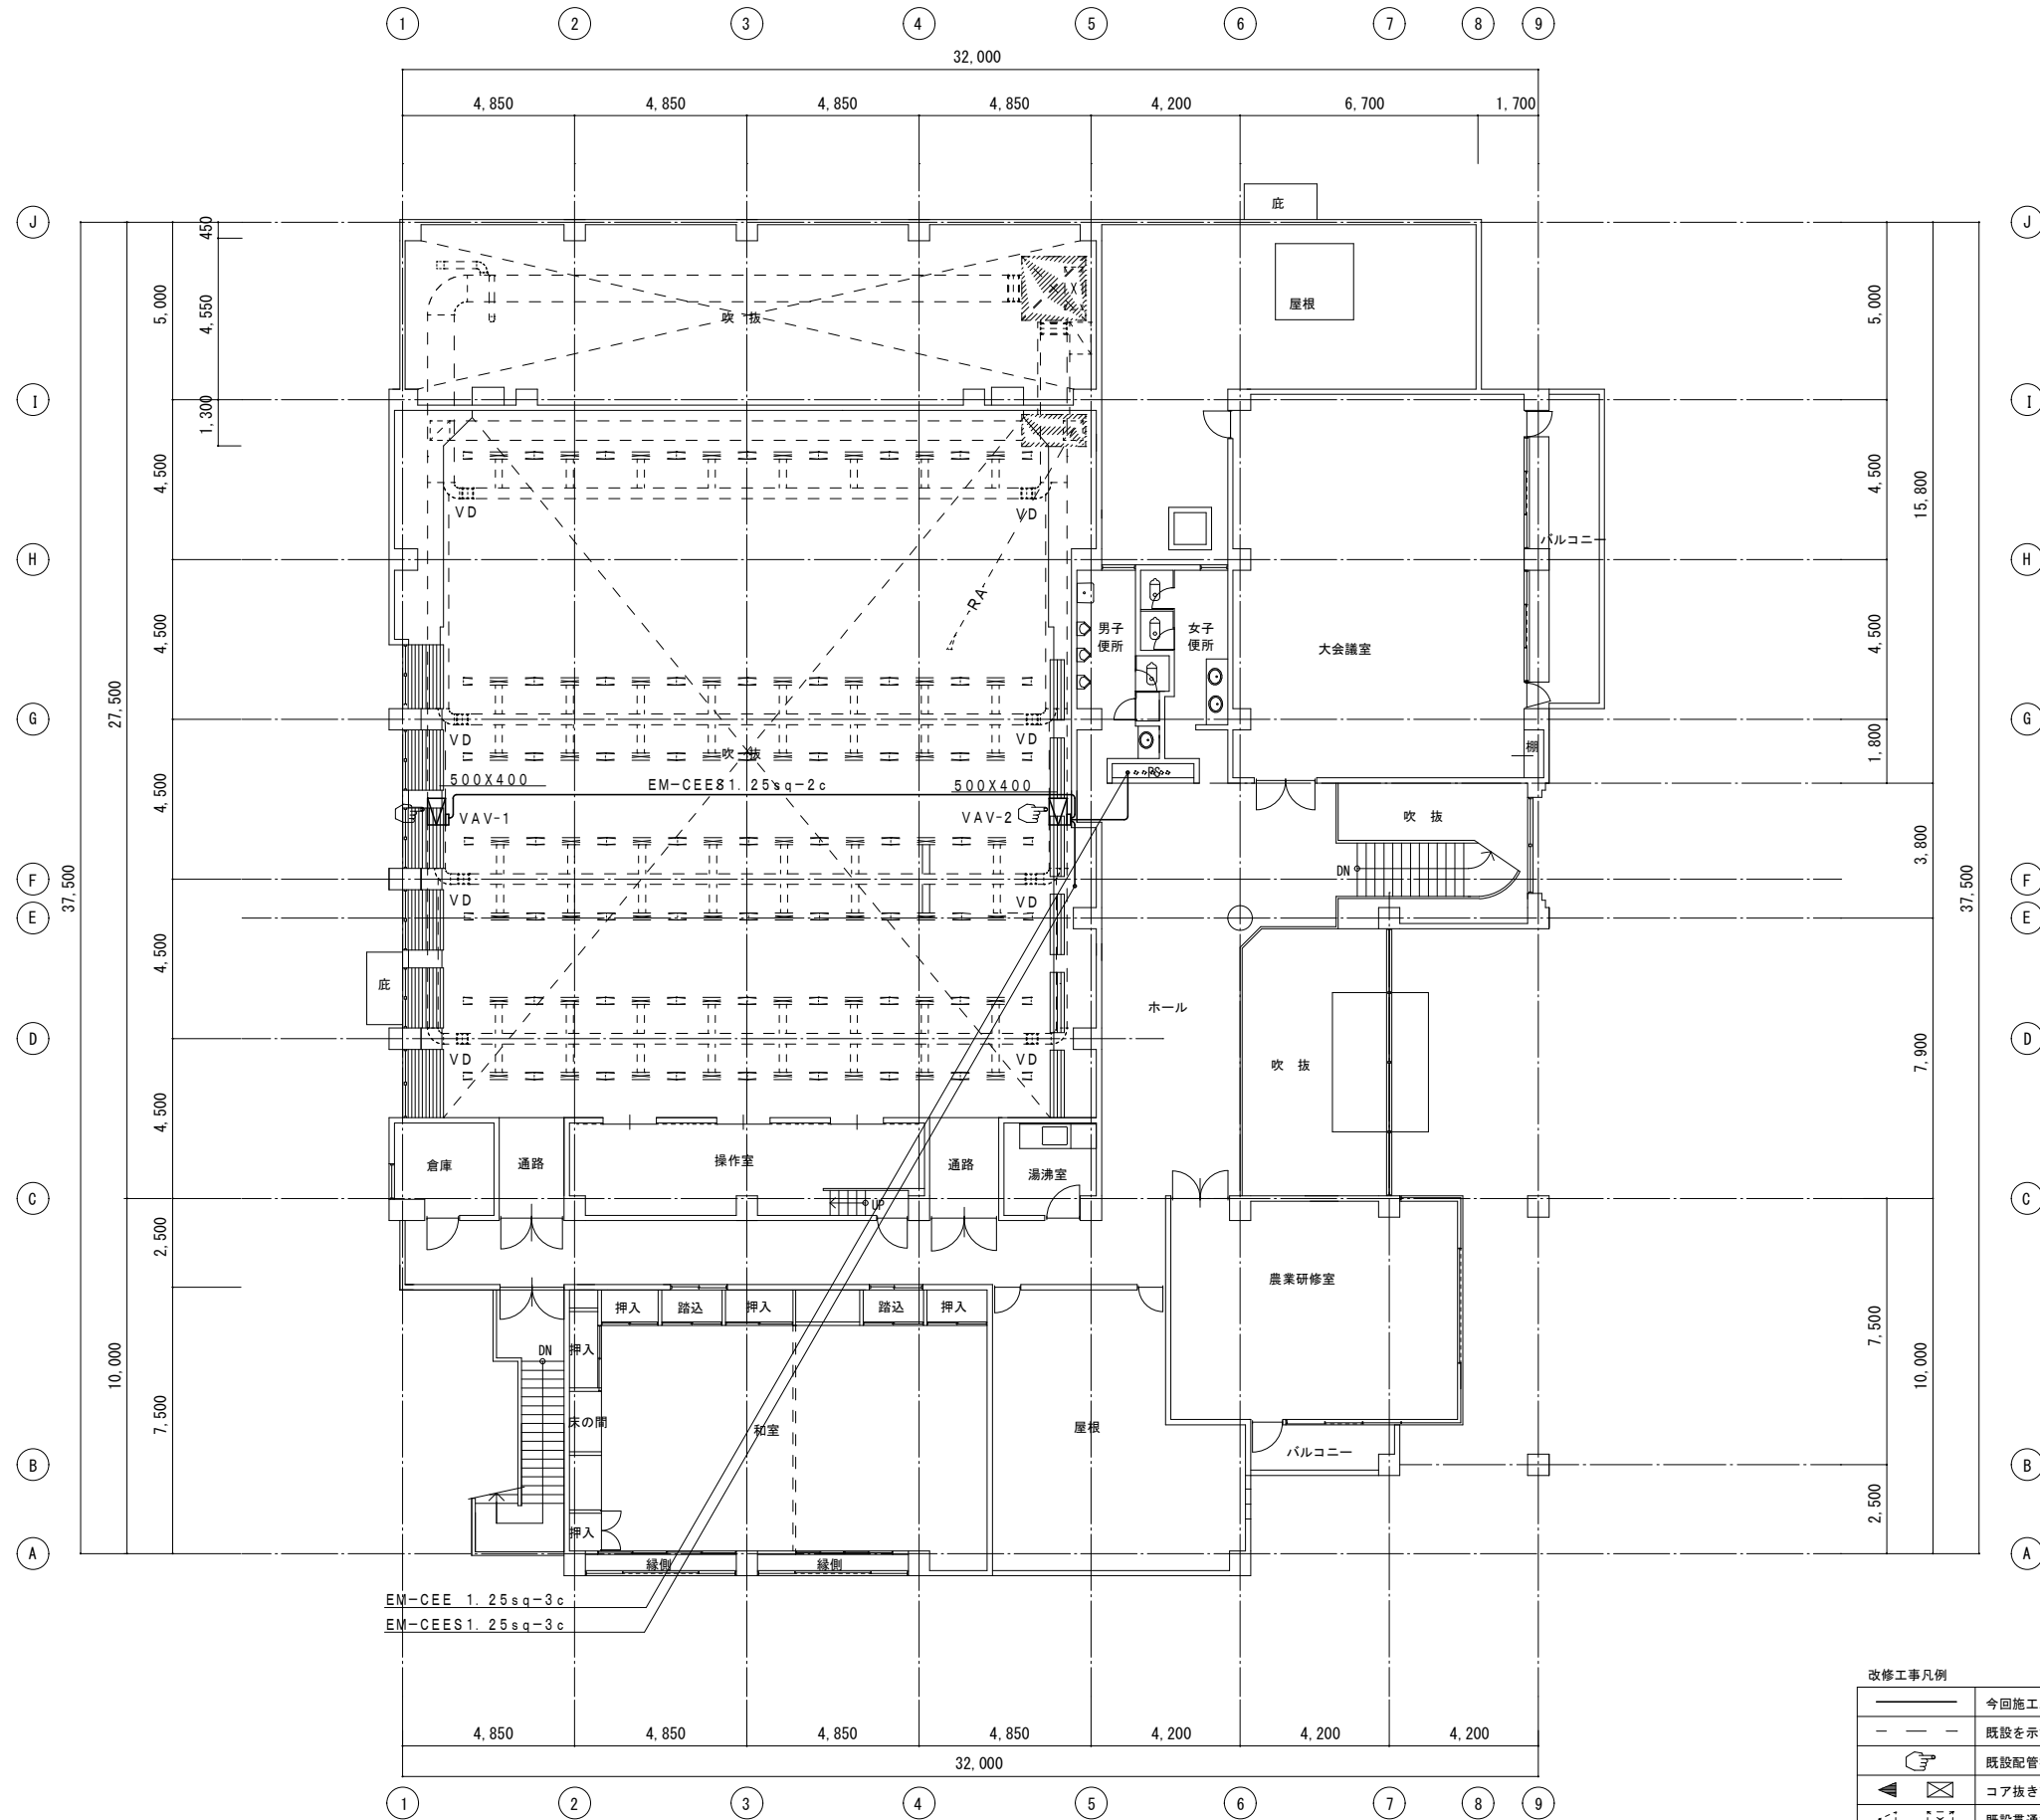 1 2 3 4 5 6 7 8 9
32,000
4,850 4,850 4,850 4,850 4,200 6,700 1,700
庇
J J
450
屋根
5,000 4,550 5,000
吹 抜
I I
1,300
4,500 4,500 15,800
VD VD
バルコニー
H H
RA
男子便所
女子便所
大会議室
4,500 4,500
27,500
G G
VD VD
吹 抜
棚
1,800
PS
500X400 EM-CEES1.25sq-2c 500X400
4,500
VAV-1 VAV-2
吹 抜
3,800
DN
F F
37,500 37,500
VD VD
E E
4,500
庇
ホール
D D
VD VD
吹 抜
7,900
4,500
倉庫 通路 操作室 通路 湯沸室
C C
UP
2,500
農業研修室
押入 踏込 押入 踏込 押入
7,500
DN
押入
10,000 10,000
7,500
床の間
和室
屋根
バルコニー
B B
2,500
押入
A A
縁側 縁側
EM-CEE 1.25sq-3c
EM-CEES1.25sq-3c
改修工事凡例
今回施工
既設を示
既設配管
コア抜き
4,850 4,850 4,850 4,850 4,200 4,200 4,200
32,000
1 2 3 4 5 6 7 8 9